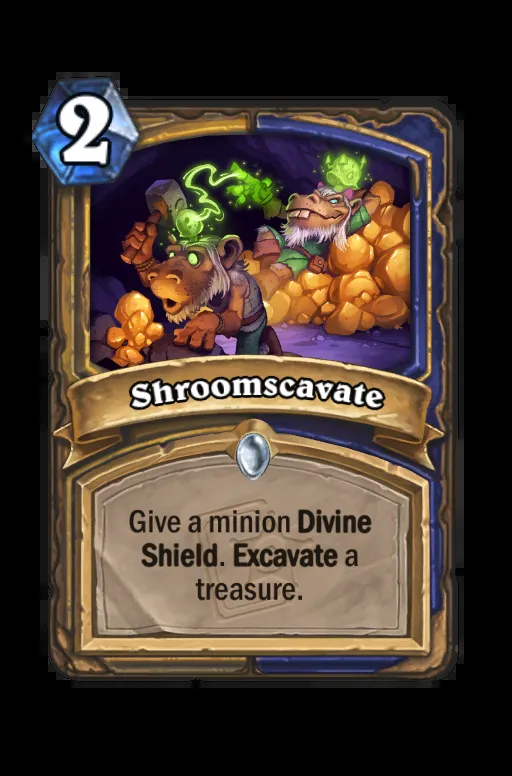 2
Shroomscavate
Give a minion Divine
Shield. Excavate a
treasure.